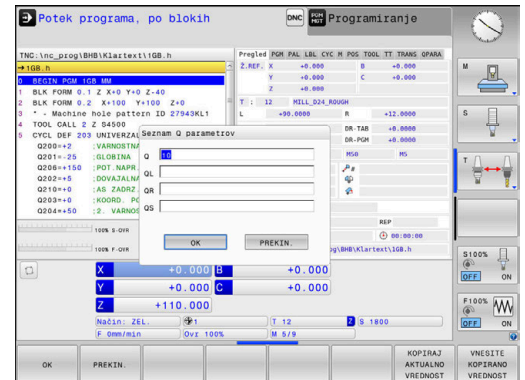 Potek programa, po blokih
DNC
PGM MGT
Programiranje
TNC:\nc_prog\BHB\Klartext\1GB.h
→1GB.h
0 BEGIN PGM 1GB MM
1 BLK FORM 0.1 Z X+0 Y+0 Z-40
2 BLK FORM 0.2 X+100 Y+100 Z+0
3 * - Machine hole pattern ID 27943KL1
4 TOOL CALL 2 Z S4500
5 CYCL DEF 203 UNIVERZAL
Q200=+2 ;VARNOSTNA
Q201=-25 ;GLOBINA
Q206=+150 ;POT.NAPR.
Q202=+5 ;DOVAJALNA
Q210=+0 ;AS ZADRZ.
Q203=+0 ;KOORD. PO
Q204=+50 ;2. VARNOS
100% S-OVR
100% F-OVR
Pregled PGM PAL LBL CYC M POS TOOL TT TRANS QPARA
Ž.REF. X +0.000 B +0.000
Y +0.000 C +0.000
Z +0.000
T : 12 MILL_D24_ROUGH
L +90.0000 R +12.0000
DR-TAB +0.0000
DR-PGM +0.0000
M50 M5
REP
00:00:00
og\BHB\Klartext\1GB.h
Seznam Q parametrov
Q 10
QL
QR
QS
OK
PREKIN.
X +0.000 B +0.000
Y +0.000 C +0.000
Z +110.000
Način: ŽEL. 1 T 12 Z S 1800
F 0mm/min Ovr 100% M 5/9
M
S
T
S100%
OFF ON
F100%
OFF ON
OK
PREKIN.
KOPIRAJ AKTUALNO VREDNOST
VNESITE KOPIRANO VREDNOST